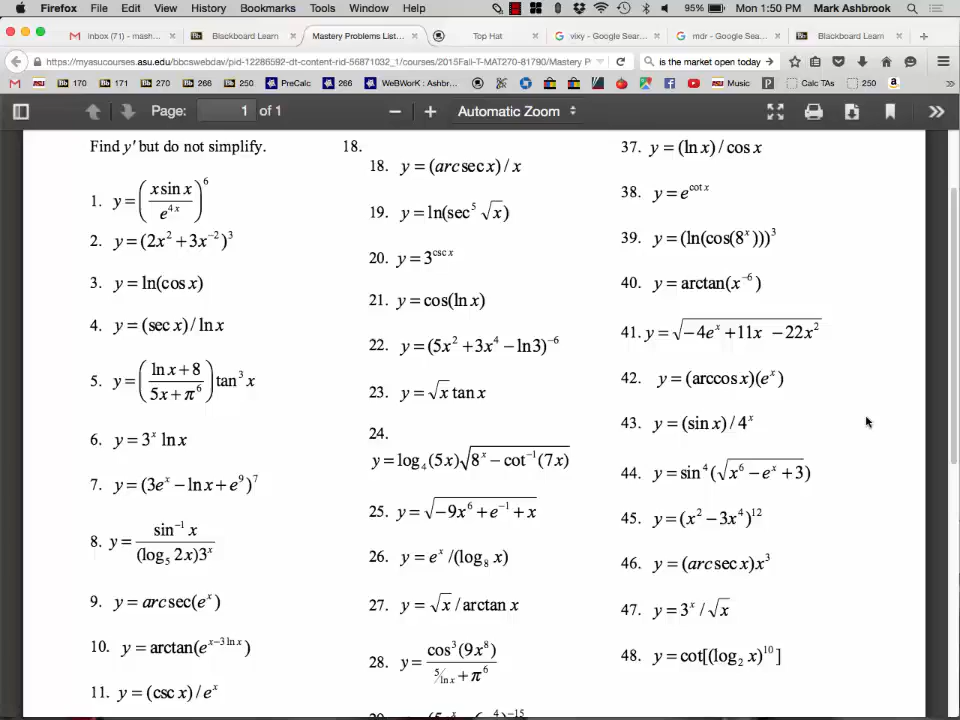 Firefox File Edit View History Bookmarks Tools Window Help 95% Mon 1:50 PM Mark Ashbrook
Inbox (71) - mash... Blackboard Learn Mastery Problems List... Top Hat vixy - Google Sear... mdr - Google Sea... Blackboard Learn
https://myasucourses.asu.edu/bbcswebdav/pid-12286592-dt-content-rid-56871032_1/courses/2015Fall-T-MAT270-81790/Mastery P is the market open today
170 171 270 266 250 PreCalc 266 WeBWorK : Ashbr... Music Calc TAs 250
Page: 1 of 1 Automatic Zoom
Find y' but do not simplify.
1. y = (x sin x / e^{4x})^6
2. y = (2x^2 + 3x^{-2})^3
3. y = ln(cos x)
4. y = (sec x) / ln x
5. y = (ln x + 8 / 5x + π^6) tan^3 x
6. y = 3^x ln x
7. y = (3e^x − ln x + e^9)^7
8. y = sin^{-1} x / (log_5 2x)3^x
9. y = arcsec(e^x)
10. y = arctan(e^{x−3 ln x})
11. y = (csc x) / e^x
18.
18. y = (arcsec x) / x
19. y = ln(sec^5 √x)
20. y = 3^{csc x}
21. y = cos(ln x)
22. y = (5x^2 + 3x^4 − ln 3)^{-6}
23. y = √x tan x
24.
y = log_4(5x)√(8^x − cot^{-1}(7x))
25. y = √(−9x^6 + e^{-1} + x)
26. y = e^x / (log_8 x)
27. y = √x / arctan x
28. y = cos^3(9x^8) / (5/ln x + π^6)
37. y = (ln x) / cos x
38. y = e^{cot x}
39. y = (ln(cos(8^x)))^3
40. y = arctan(x^{-6})
41. y = √(−4e^x + 11x − 22x^2)
42. y = (arccos x)(e^x)
43. y = (sin x) / 4^x
44. y = sin^4(√(x^6 − e^x + 3))
45. y = (x^2 − 3x^4)^{12}
46. y = (arcsec x)x^3
47. y = 3^x / √x
48. y = cot[(log_2 x)^{10}]